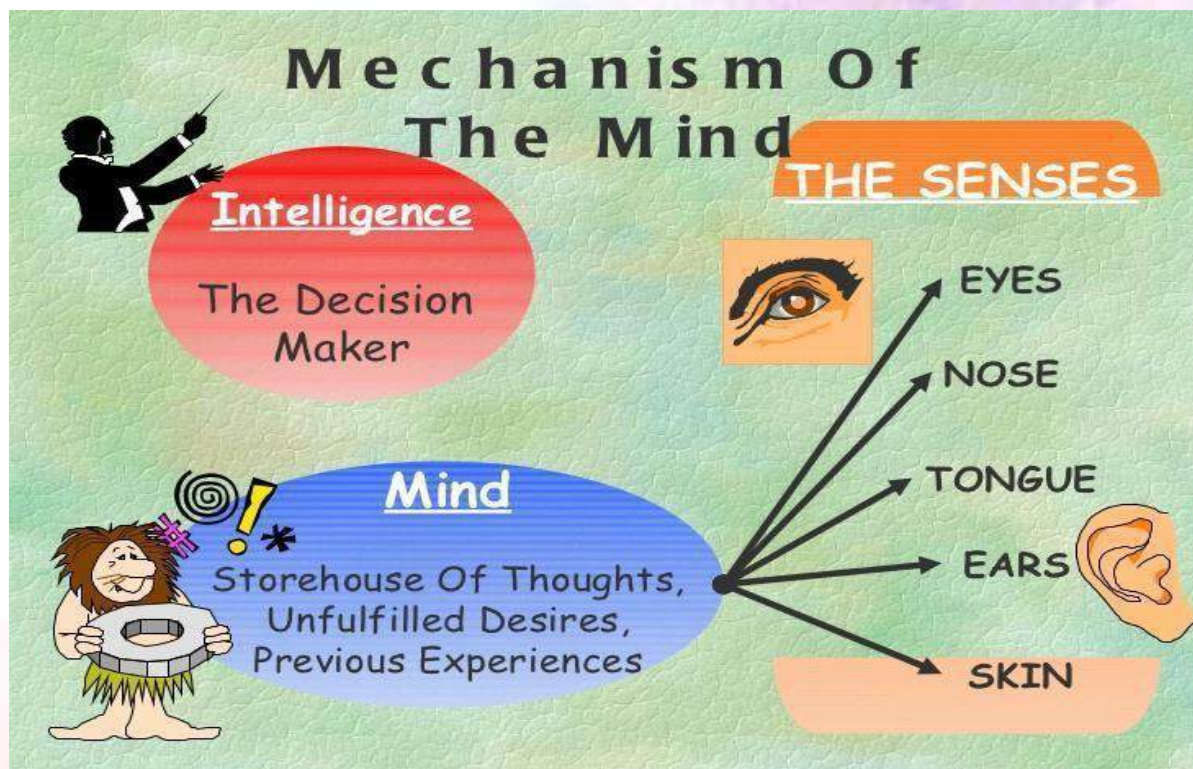 Mechanism Of
The Mind
Intelligence
The Decision
Maker
Mind
Storehouse Of Thoughts,
Unfulfilled Desires,
Previous Experiences
THE SENSES
EYES
NOSE
TONGUE
EARS
SKIN